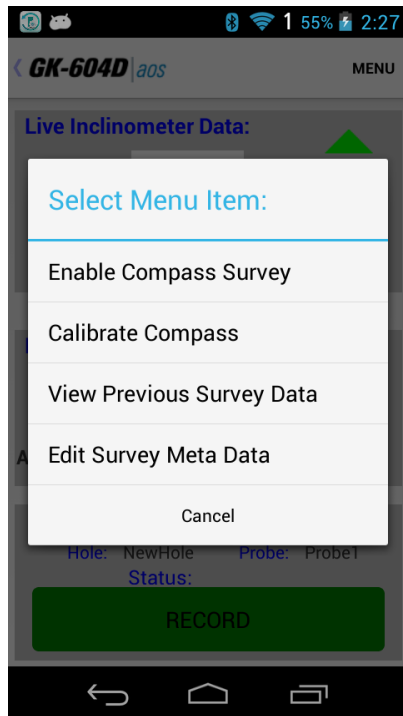 1 55% 2:27
GK-604D aos
MENU
Live Inclinometer Data:
Select Menu Item:
Enable Compass Survey
Calibrate Compass
View Previous Survey Data
A
Edit Survey Meta Data
Cancel
Hole: NewHole Probe: Probe1
Status:
RECORD